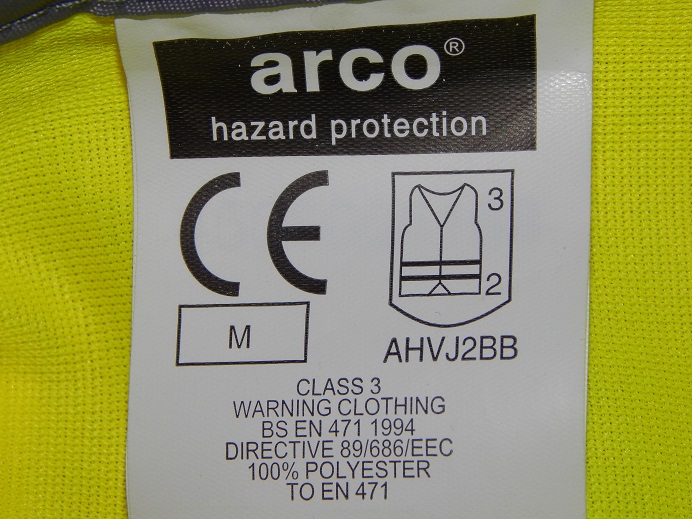 arco®
hazard protection
CE
3
2
M
AHVJ2BB
CLASS 3
WARNING CLOTHING
BS EN 471 1994
DIRECTIVE 89/686/EEC
100% POLYESTER
TO EN 471